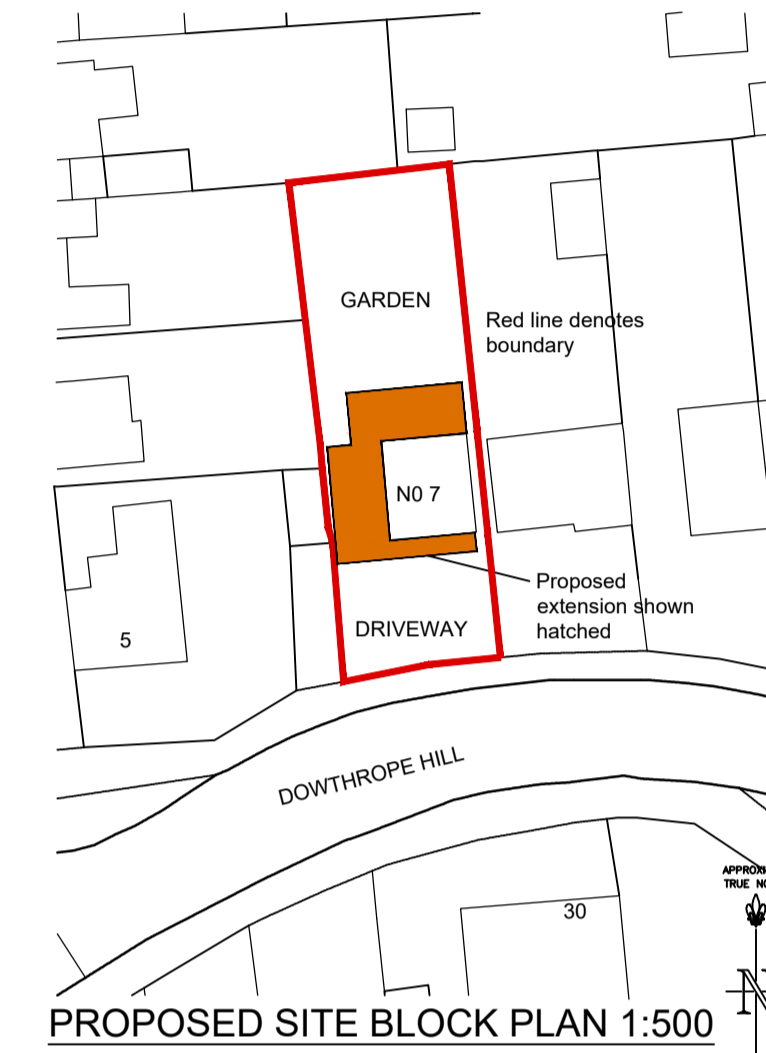 GARDEN
Red line denotes
boundary
N0 7
Proposed
extension shown
hatched
DRIVEWAY
5
DOWTHROPE HILL
30
TRUE
N
PROPOSED SITE BLOCK PLAN 1:500